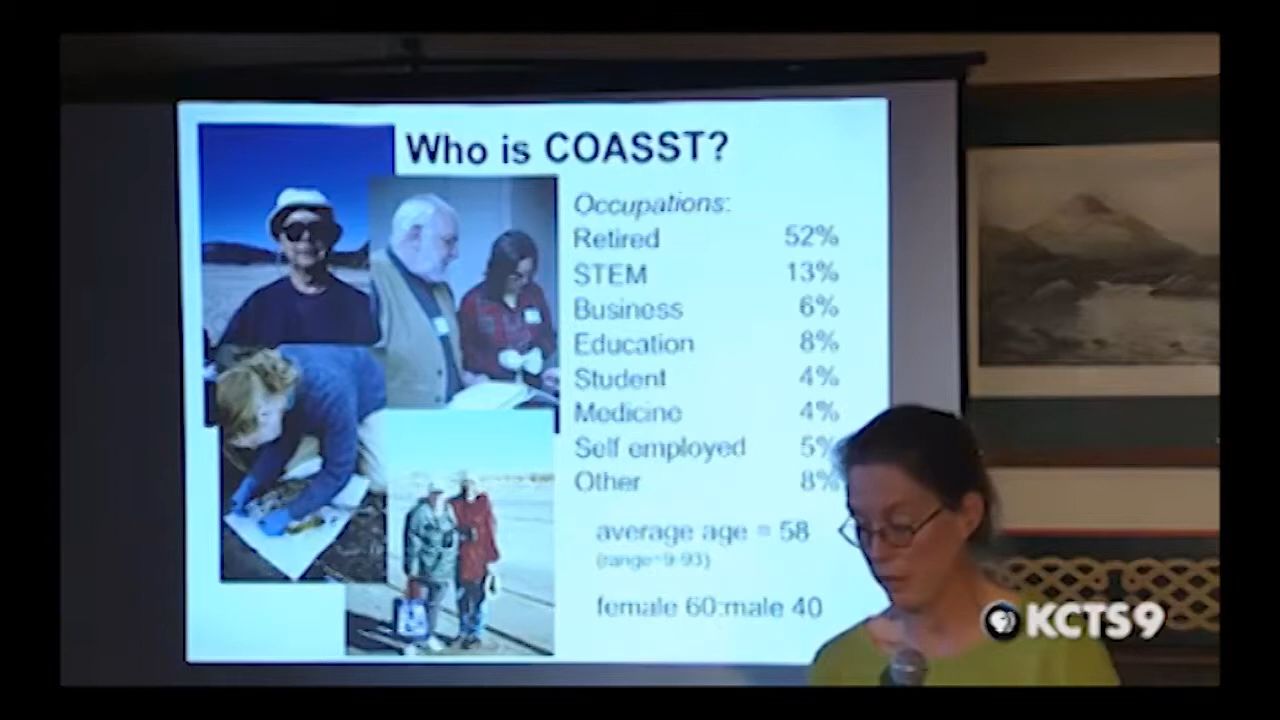 Who is COASST?
Occupations:
Retired 52%
STEM 13%
Business 6%
Education 8%
Student 4%
Medicine 4%
Self employed 5%
Other 8%
average age = 58
(range=9-93)
female 60:male 40
KCTS9